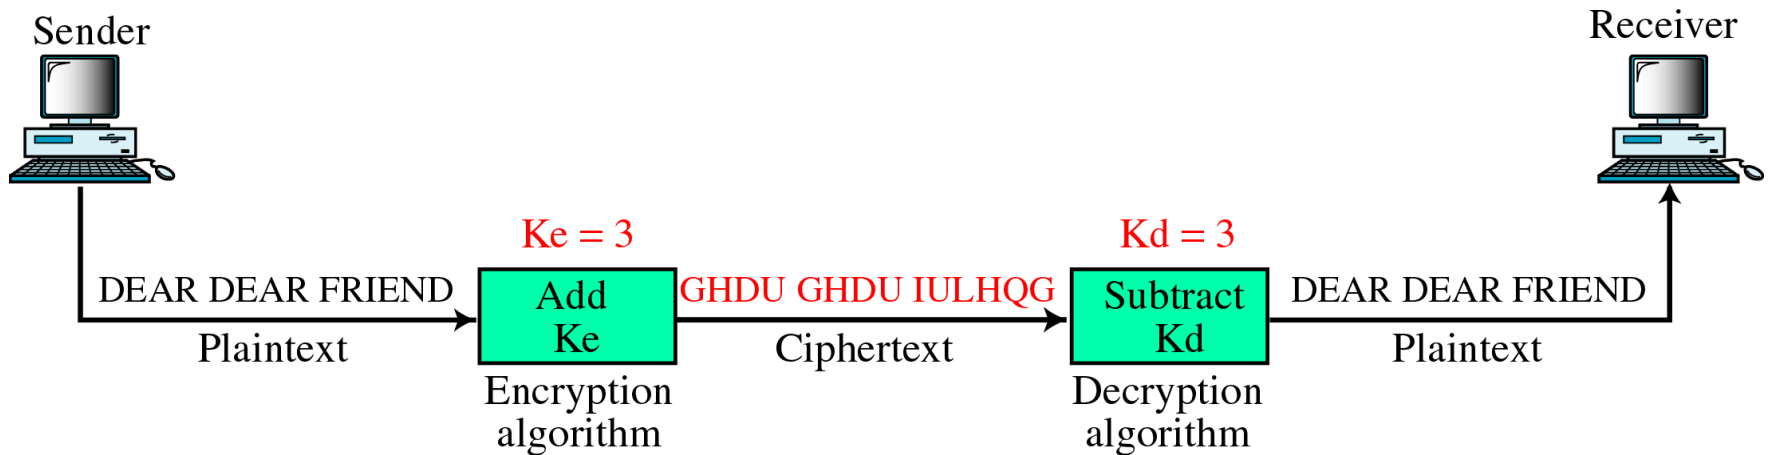 Sender
Receiver
Ke = 3
Kd = 3
DEAR DEAR FRIEND
Add
Ke
GHDU GHDU IULHQG
Subtract
Kd
DEAR DEAR FRIEND
Plaintext
Ciphertext
Plaintext
Encryption
algorithm
Decryption
algorithm